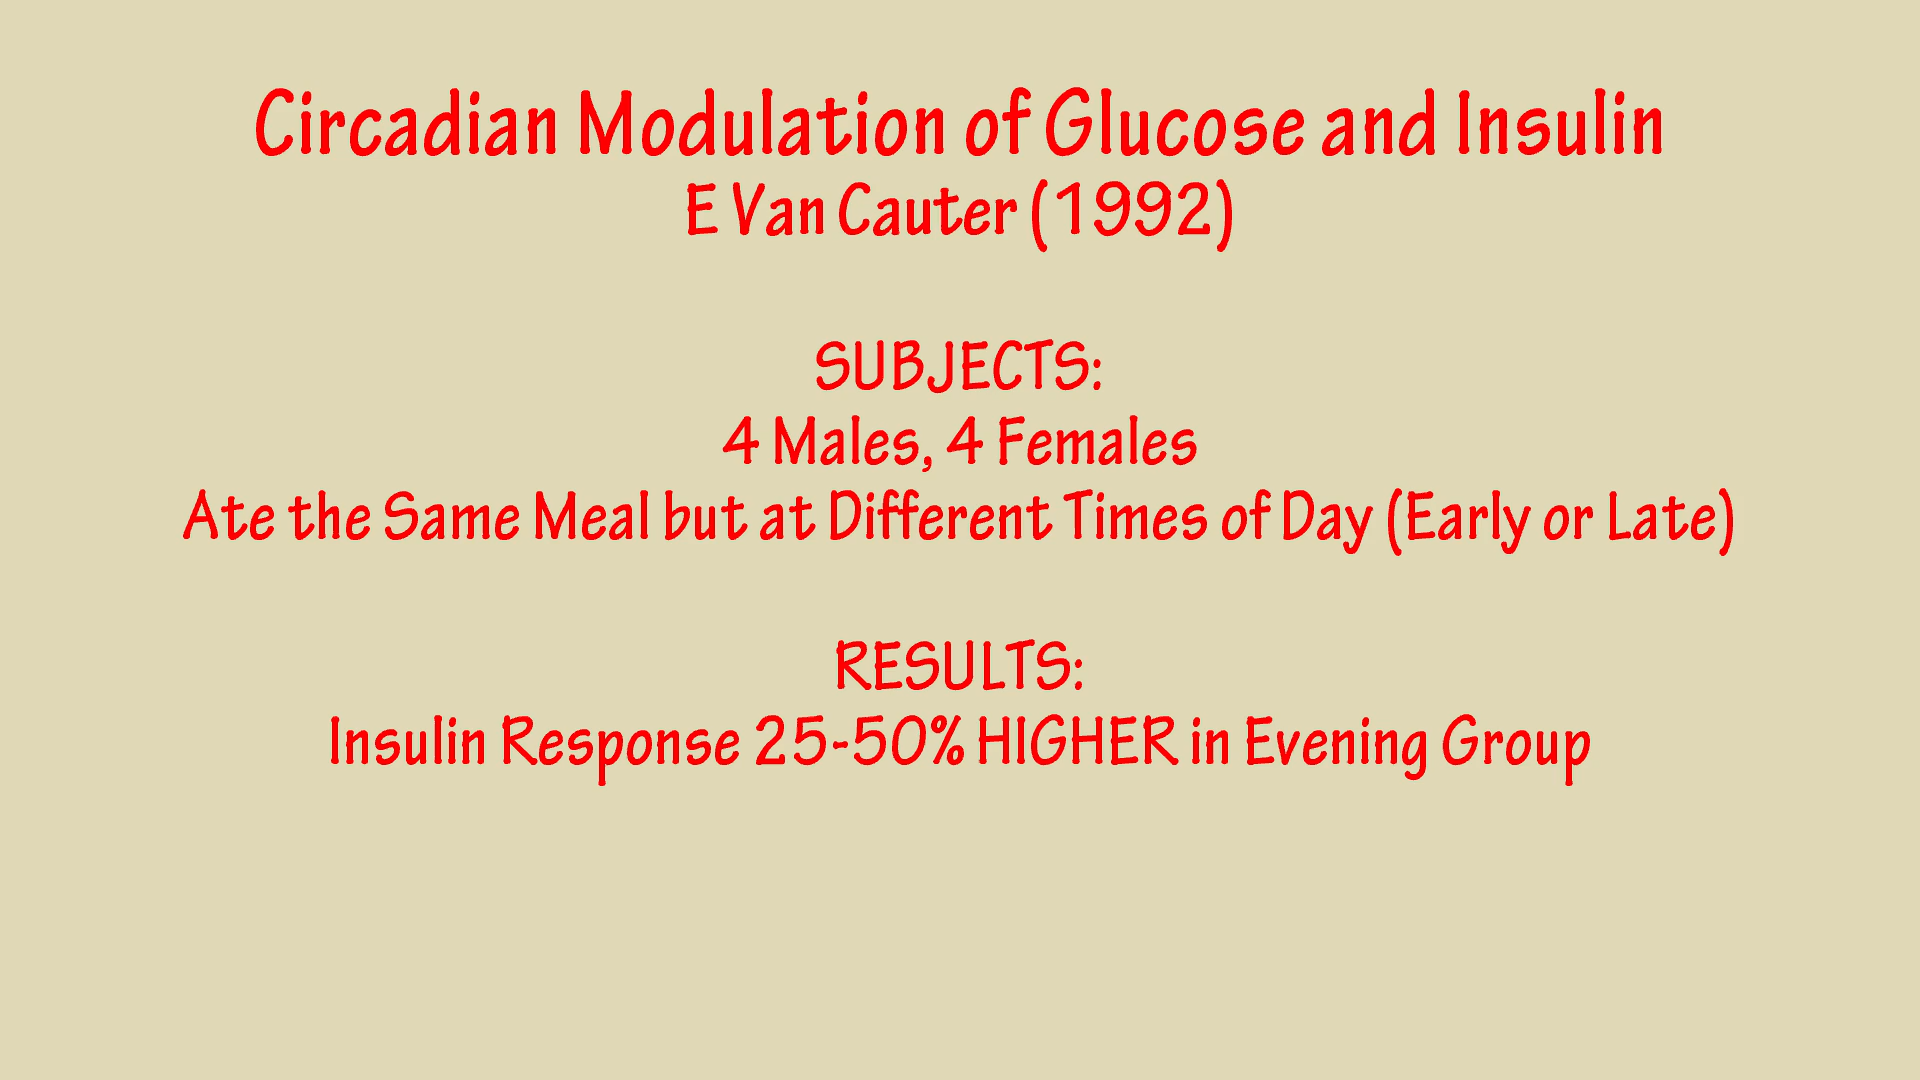 Circadian Modulation of Glucose and Insulin
E Van Cauter (1992)
SUBJECTS:
4 Males, 4 Females
Ate the Same Meal but at Different Times of Day (Early or Late)
RESULTS:
Insulin Response 25-50% HIGHER in Evening Group